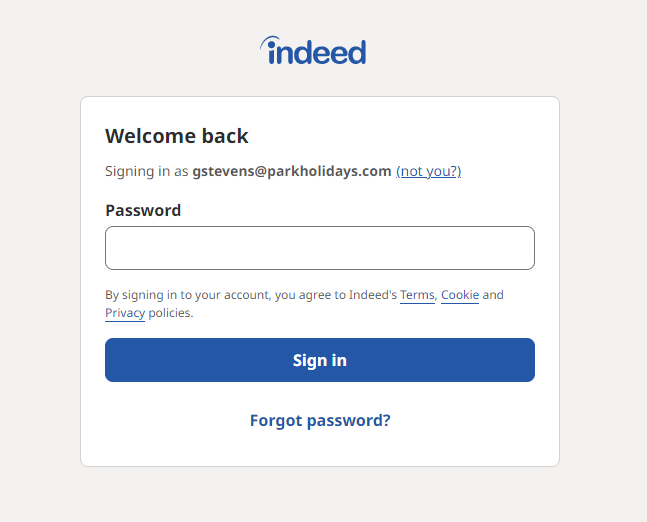 indeed
Welcome back
Signing in as gstevens@parkholidays.com (not you?)
Password
By signing in to your account, you agree to Indeed's Terms, Cookie and
Privacy policies.
Sign in
Forgot password?